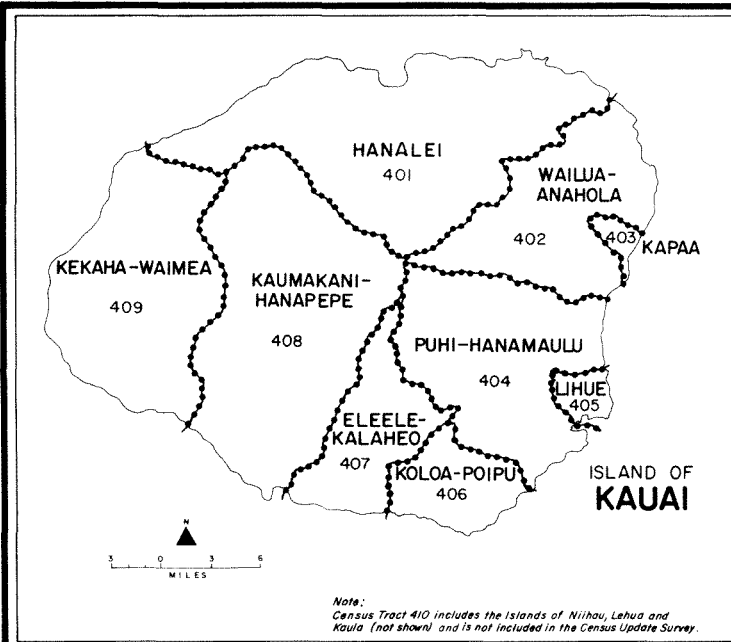 HANALEI
401
WAILUA-
ANAHOLA
402
403
KAPAA
KEKAHA-WAIMEA
409
KAUMAKANI-
HANAPEPE
408
PUHI-HANAMAULU
404
LIHUE
405
ELEELE-
KALAHEO
407
KOLOA-POIPU
406
ISLAND OF
KAUAI
N
3 0 3 6
MILES
Note:
Census Tract 410 includes the Islands of Niihau, Lehua and
Kaula (not shown) and is not included in the Census Update Survey.